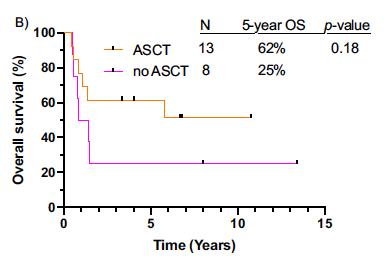 B)
N 5-year OS p-value
ASCT 13 62% 0.18
no ASCT 8 25%
Overall survival (%)
100
80
60
40
20
0
0 5 10 15
Time (Years)